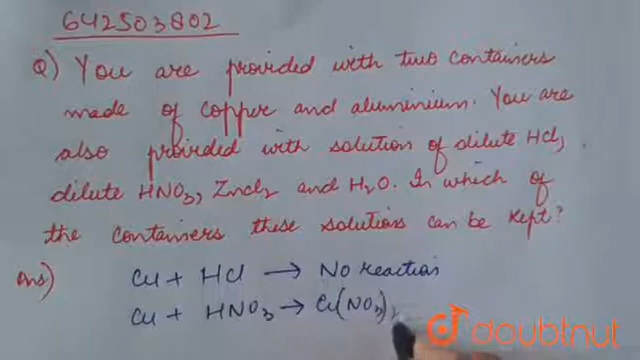 642503802
Q) You are provided with two containers
made of copper and aluminium. You are
also provided with solution of dilute HCl,
dilute HNO3, ZnCl2 and H2O. In which of
the containers these solution can be kept?
Ans) Cu + HCl → No reaction
Cu + HNO3 → Cu(NO3)
doubtnut